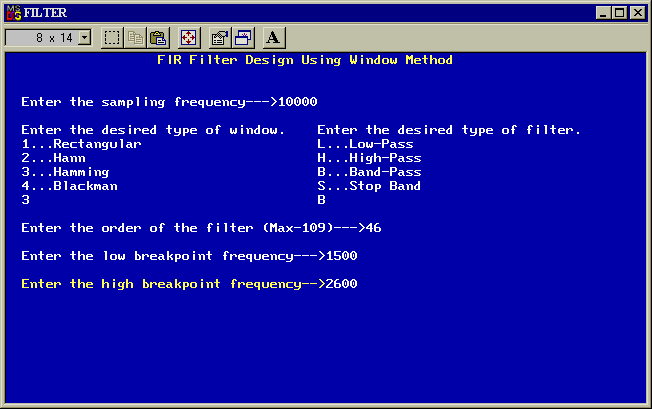 MS DOS FILTER
8 x 14 A
FIR Filter Design Using Window Method
Enter the sampling frequency--->10000
Enter the desired type of window. Enter the desired type of filter.
1...Rectangular L...Low-Pass
2...Hann H...High-Pass
3...Hamming B...Band-Pass
4...Blackman S...Stop Band
3 B
Enter the order of the filter (Max-109)--->46
Enter the low breakpoint frequency--->1500
Enter the high breakpoint frequency-->2600